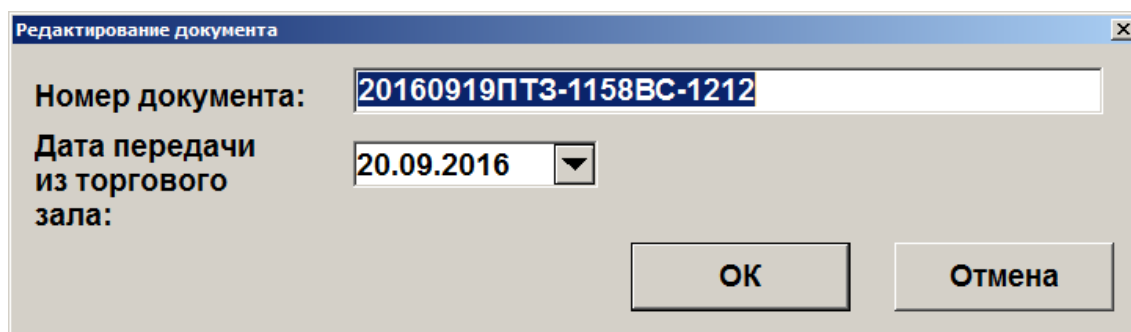 Редактирование документа
Номер документа: 20160919ПТЗ-1158ВС-1212
Дата передачи
из торгового
зала:
20.09.2016
ОК
Отмена